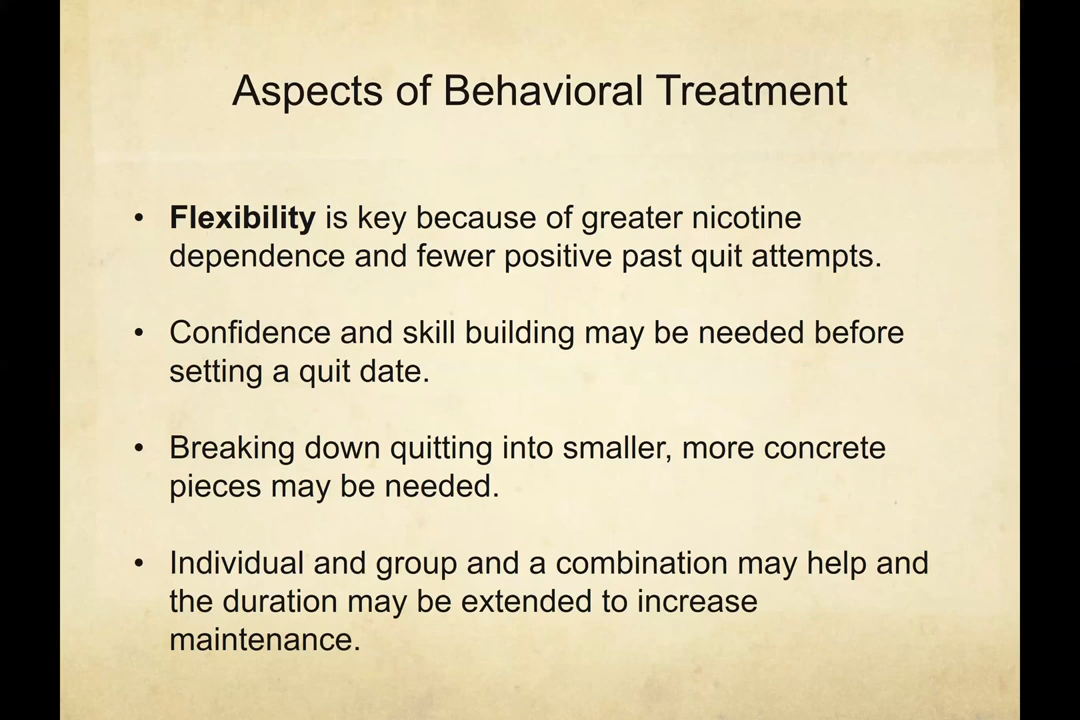 Aspects of Behavioral Treatment
• Flexibility is key because of greater nicotine
dependence and fewer positive past quit attempts.
• Confidence and skill building may be needed before
setting a quit date.
• Breaking down quitting into smaller, more concrete
pieces may be needed.
• Individual and group and a combination may help and
the duration may be extended to increase
maintenance.